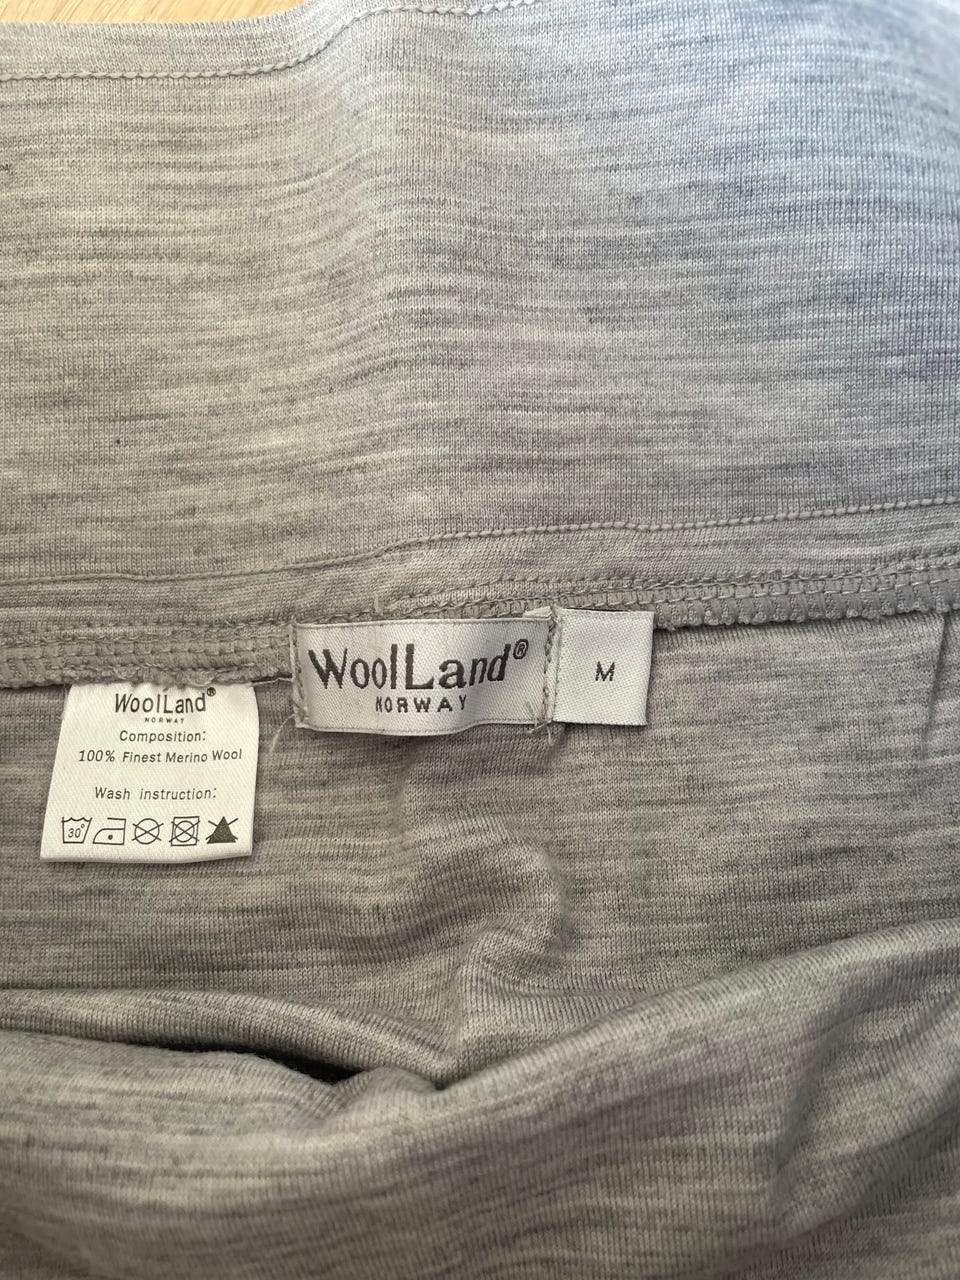 WoolLand®
NORWAY
M
WoolLand®
NORWAY
Composition:
100% Finest Merino Wool
Wash instruction:
30°